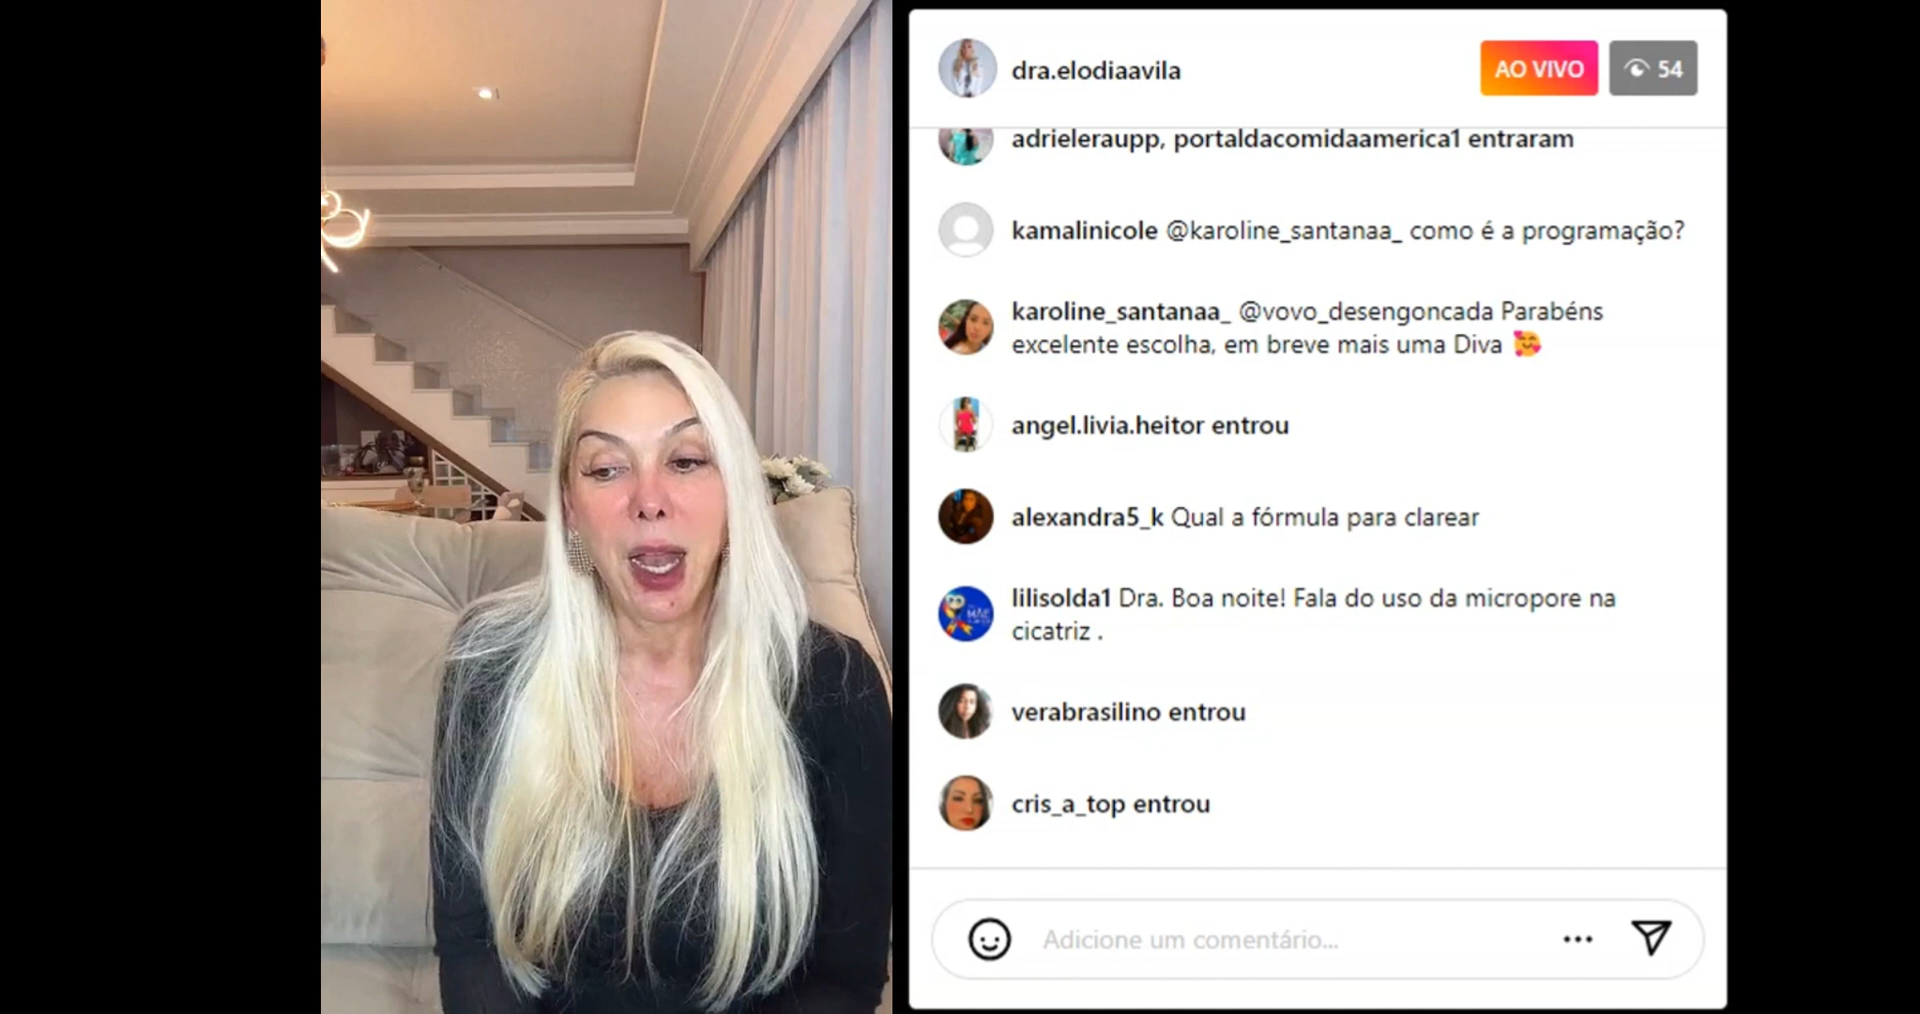 dra.elodiaavila
AO VIVO
54
adrieleraupp, portaldacomidaamerica1 entraram
kamalinicole @karoline_santanaa_ como é a programação?
karoline_santanaa_ @vovo_desengoncada Parabéns
excelente escolha, em breve mais uma Diva 🥰
angel.livia.heitor entrou
alexandra5_k Qual a fórmula para clarear
lilisolda1 Dra. Boa noite! Fala do uso da micropore na
cicatriz .
verabrasilino entrou
cris_a_top entrou
Adicione um comentário...